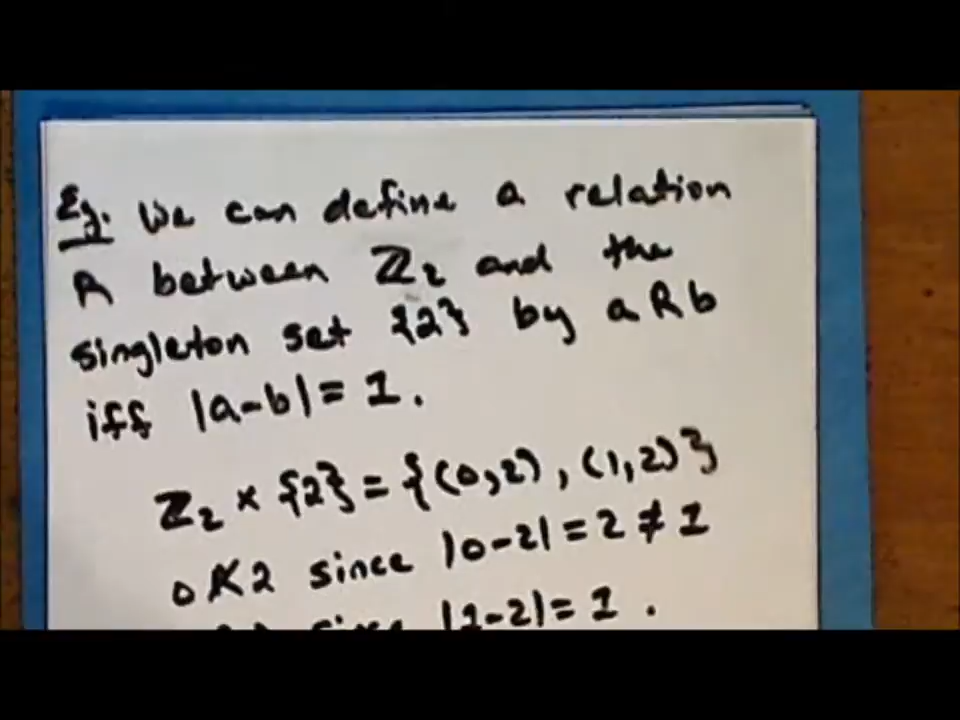 Eg. We can define a relation
R between ℤ₂ and the
singleton set {2} by a R b
iff |a-b| = 1.
ℤ₂ × {2} = {(0,2), (1,2)}
0 R̸ 2 since |0-2| = 2 ≠ 1
since |1-2| = 1.